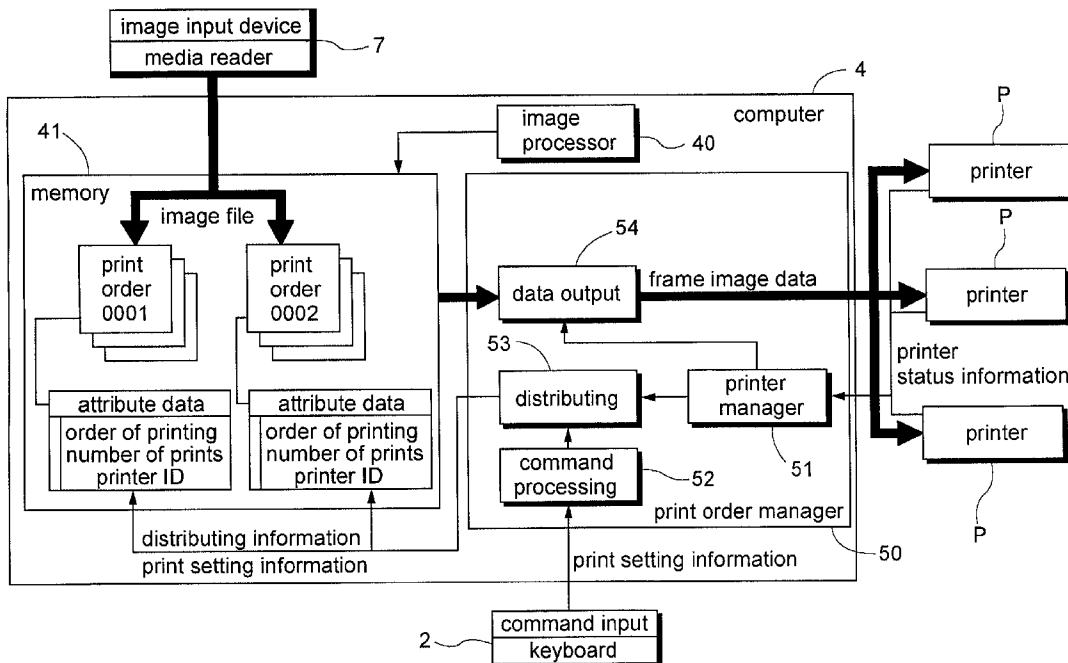 image input device
media reader
7
4
computer
image
processor
40
41
memory
image file
print
order
0001
print
order
0002
attribute data
order of printing
number of prints
printer ID
attribute data
order of printing
number of prints
printer ID
distributing information
print setting information
54
data output
frame image data
53
distributing
printer
manager
51
command
processing
52
print order manager
50
print setting information
2
command input
keyboard
P
printer
P
printer
printer
status information
printer
P